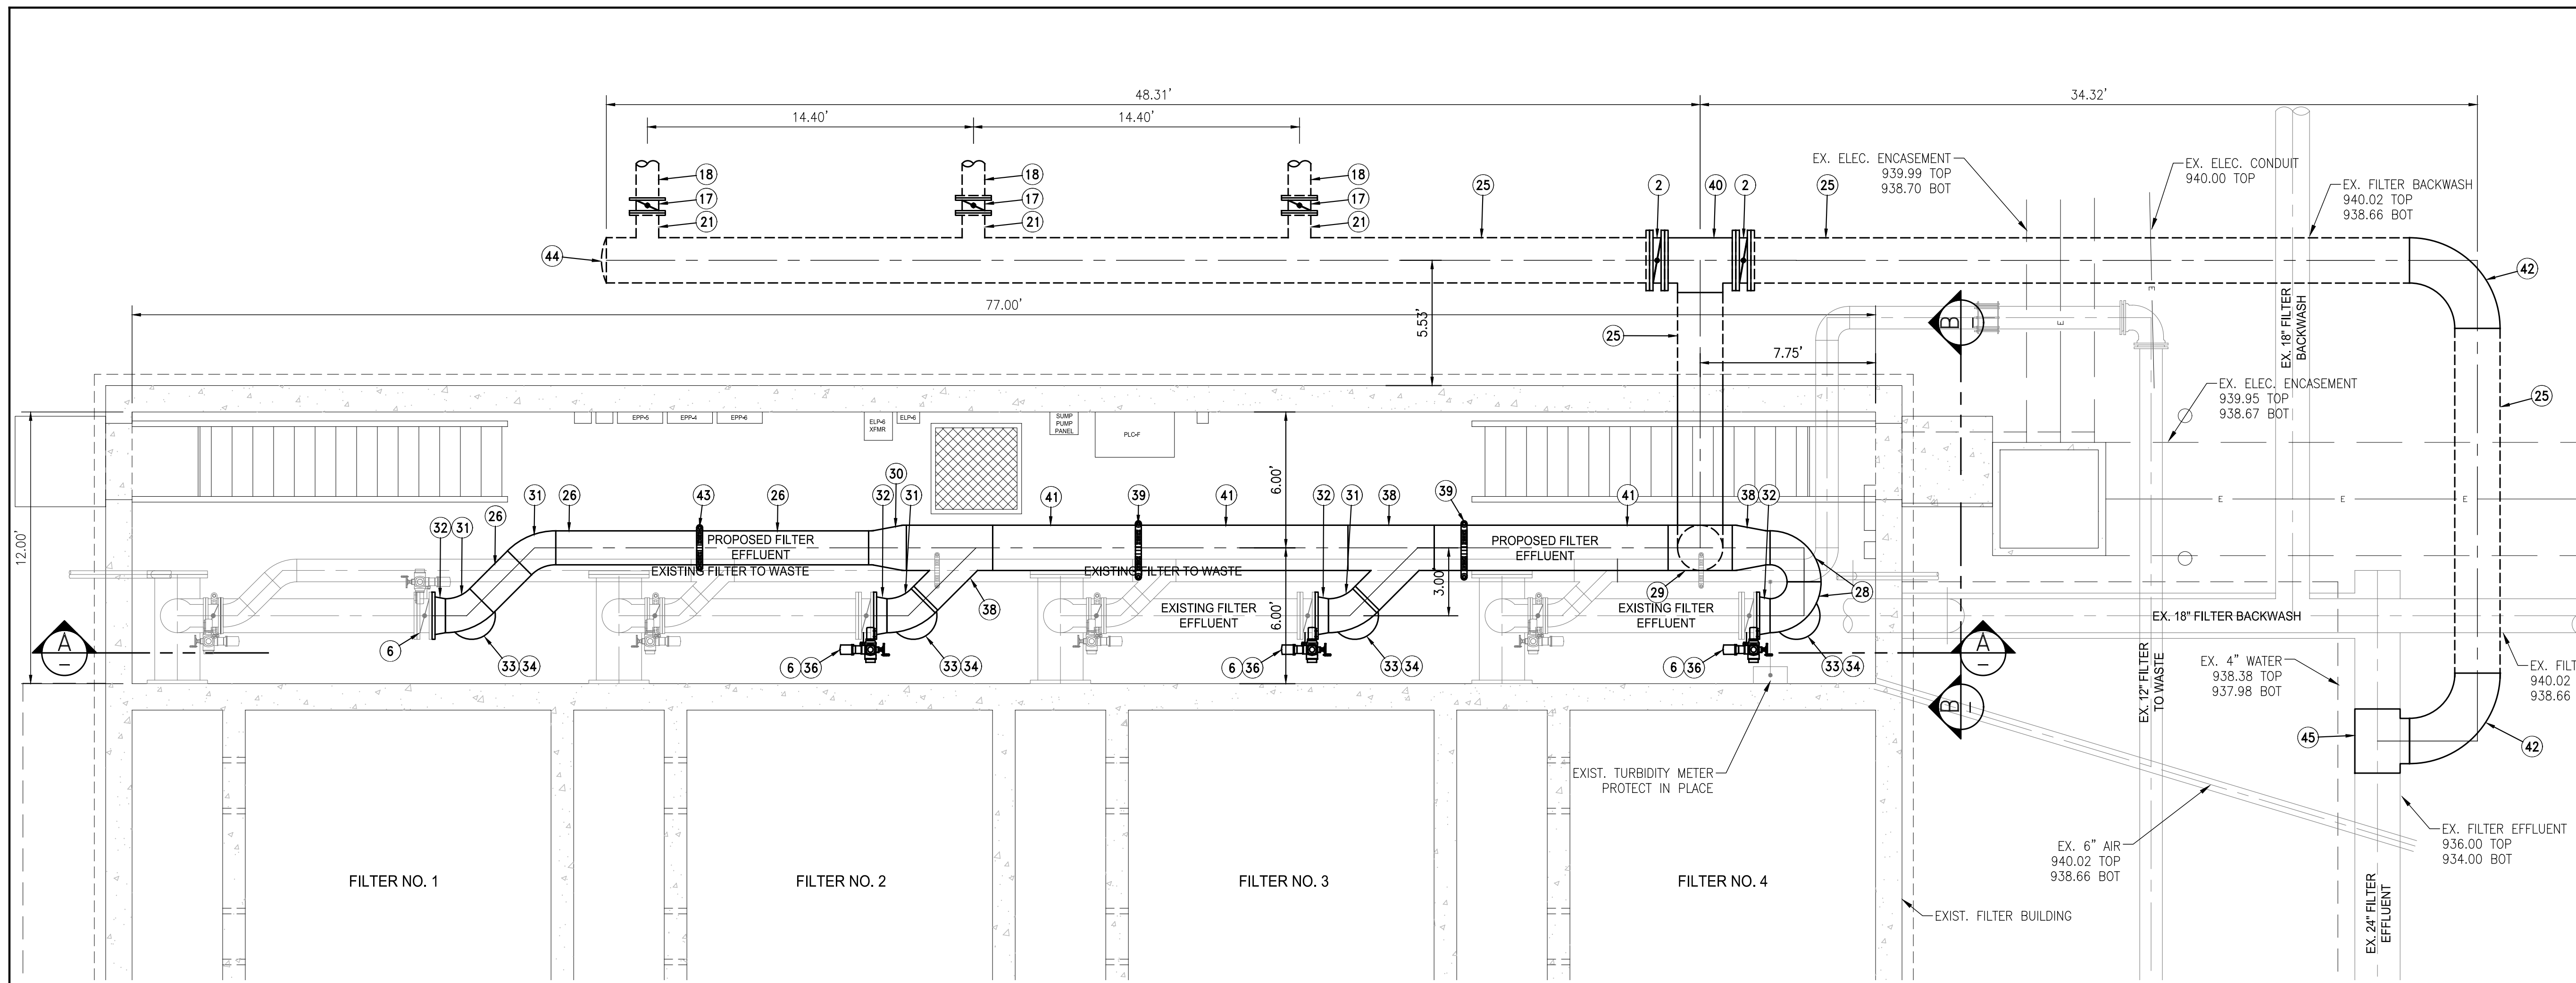 48.31'
34.32'
14.40'
14.40'
EX. ELEC. ENCASEMENT
939.99 TOP
938.70 BOT
EX. ELEC. CONDUIT
940.00 TOP
EX. FILTER BACKWASH
940.02 TOP
938.66 BOT
18
18
18
17
17
17
21
21
21
25
2
40
2
25
44
42
77.00'
5.53'
25
7.75'
B
–
E
E
EX. 18" FILTER
BACKWASH
EX. ELEC. ENCASEMENT
939.95 TOP
938.67 BOT
25
EPP-5
EPP-4
EPP-6
ELP-6
XFMR
ELP-6
SUMP
PUMP
PANEL
PLC-F
12.00'
6.00'
E
E
E
32
31
26
31
26
43
26
32
30
31
41
39
41
32
31
38
39
41
38
32
PROPOSED FILTER
EFFLUENT
PROPOSED FILTER
EFFLUENT
EXISTING FILTER TO WASTE
EXISTING FILTER TO WASTE
3.00'
29
28
38
6.00'
EXISTING FILTER
EFFLUENT
EXISTING FILTER
EFFLUENT
EX. 18" FILTER BACKWASH
A
–
6
33
34
6
36
33
34
6
36
33
34
6
36
33
34
A
–
B
–
EX. 12" FILTER
TO WASTE
EX. 4" WATER
938.38 TOP
937.98 BOT
940.02
938.66
45
42
EXIST. TURBIDITY METER
PROTECT IN PLACE
EX. 6" AIR
940.02 TOP
938.66 BOT
EX. FILTER EFFLUENT
936.00 TOP
934.00 BOT
FILTER NO. 1
FILTER NO. 2
FILTER NO. 3
FILTER NO. 4
EXIST. FILTER BUILDING
EX. 24" FILTER
EFFLUENT